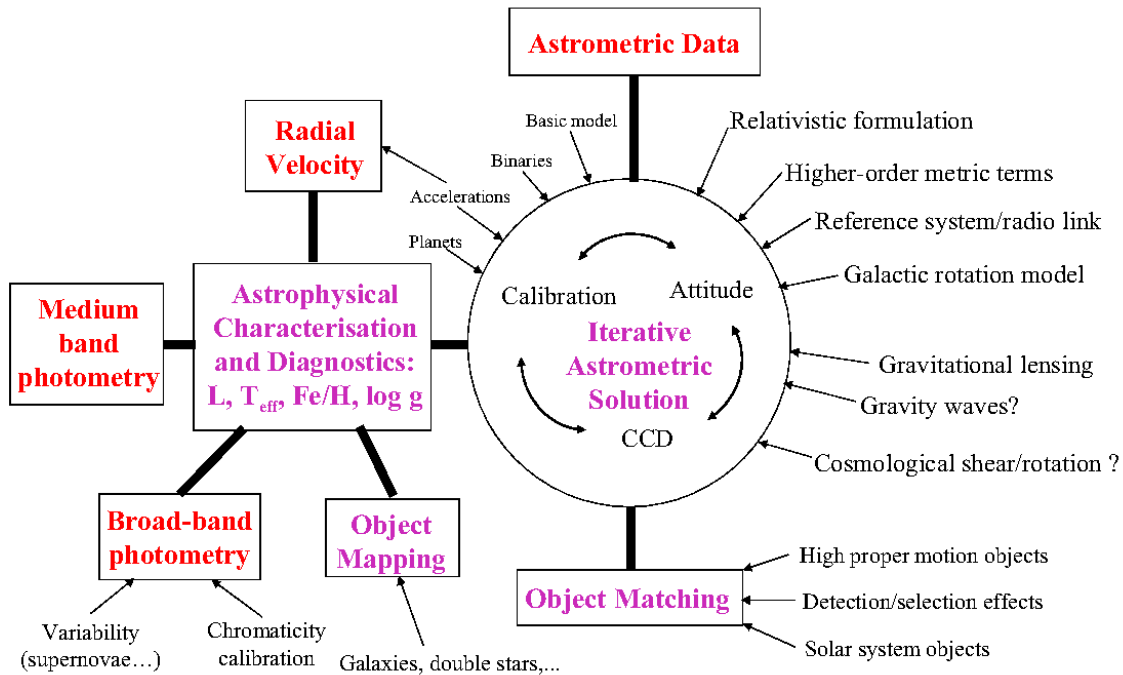 Astrometric Data
Radial
Velocity
Basic model
Binaries
Accelerations
Planets
Relativistic formulation
Higher-order metric terms
Reference system/radio link
Galactic rotation model
Gravitational lensing
Gravity waves?
Cosmological shear/rotation ?
Calibration
Attitude
Iterative
Astrometric
Solution
CCD
Medium
band
photometry
Astrophysical
Characterisation
and Diagnostics:
L, Teff, Fe/H, log g
Broad-band
photometry
Object
Mapping
Variability
(supernovae…)
Chromaticity
calibration
Galaxies, double stars,...
Object Matching
High proper motion objects
Detection/selection effects
Solar system objects